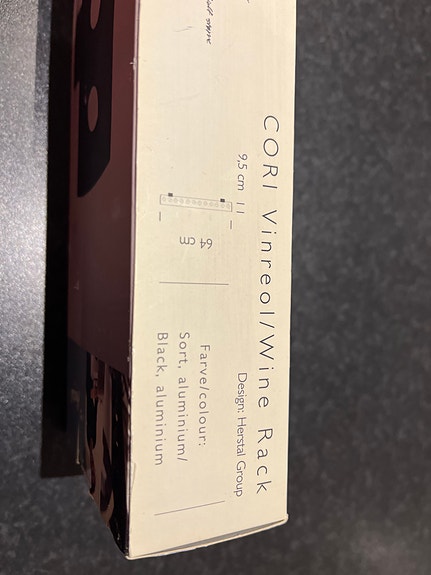 CORI Vinreol/Wine Rack
Design: Herstal Group
9,5 cm
64
cm
Farve/colour:
Sort, aluminium/
Black, aluminium